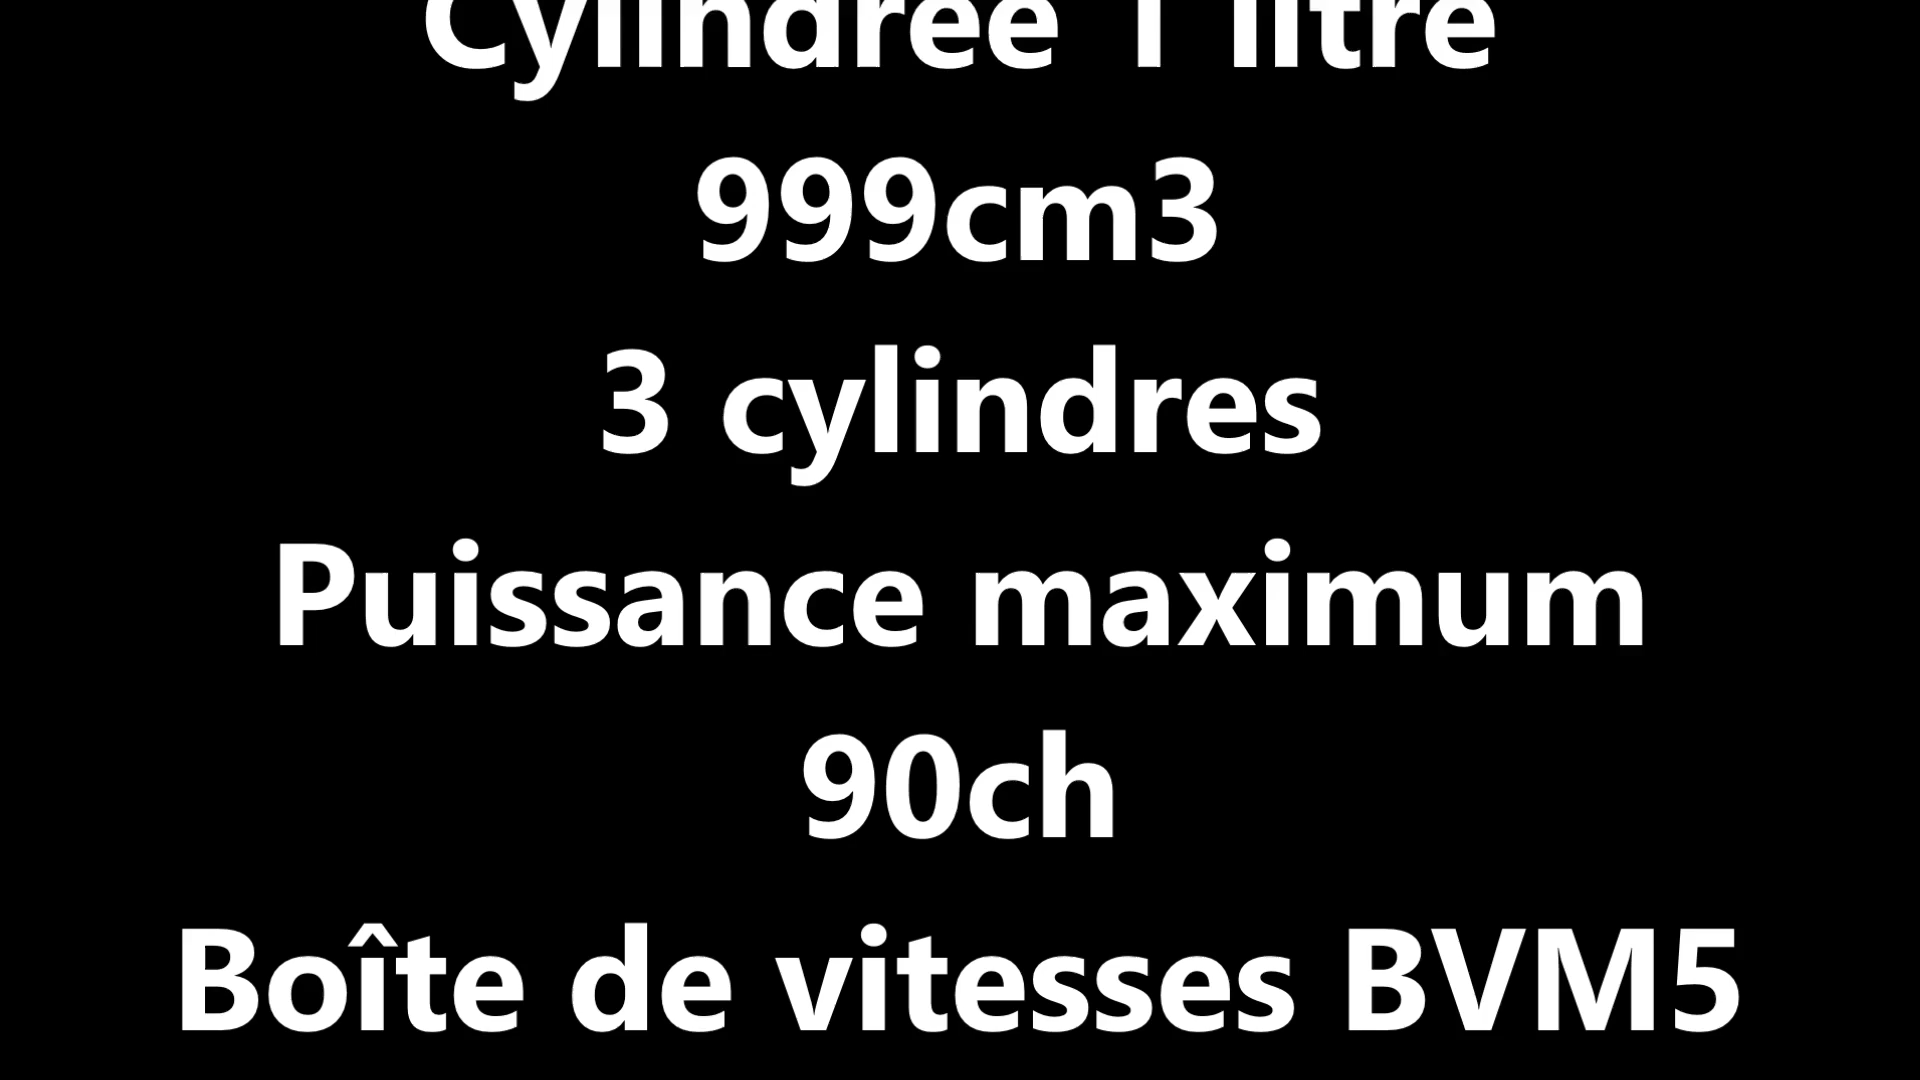 Cylindrée 1 litre
999cm3
3 cylindres
Puissance maximum
90ch
Boîte de vitesses BVM5